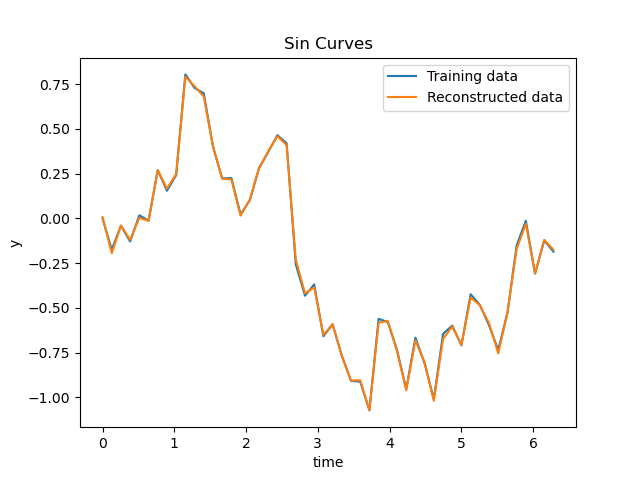 Sin Curves
Training data
Reconstructed data
0.75
0.50
0.25
0.00
−0.25
−0.50
−0.75
−1.00
y
0 1 2 3 4 5 6
time